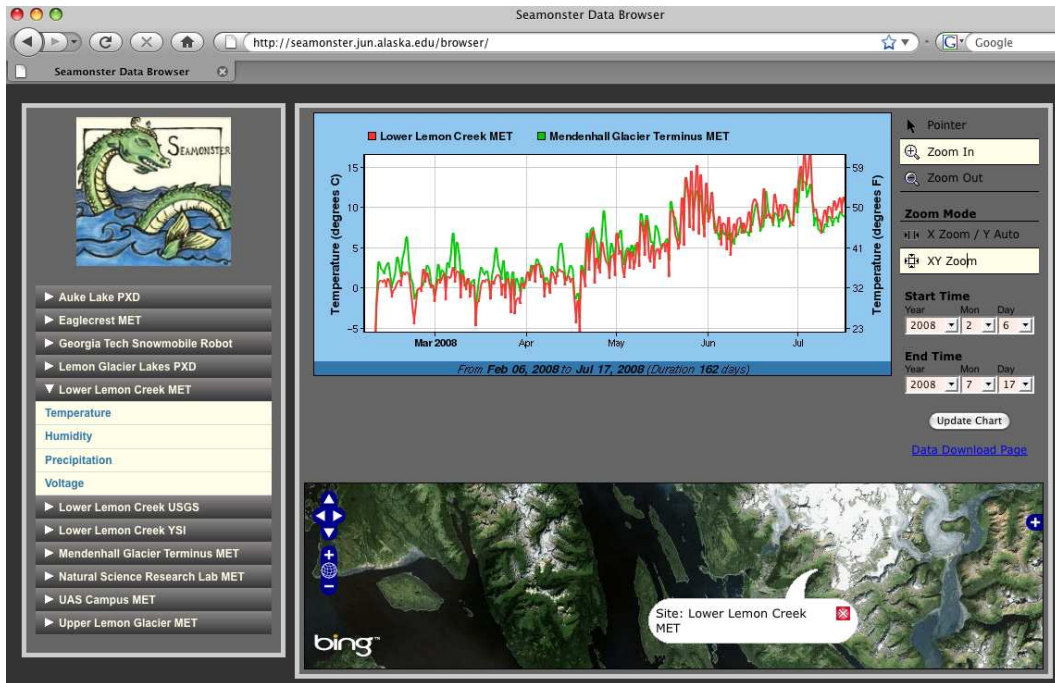 Seamonster Data Browser
http://seamonster.jun.alaska.edu/browser/
Google
Seamonster Data Browser
SEAMONSTER
Auke Lake PXD
Eaglecrest MET
Georgia Tech Snowmobile Robot
Lemon Glacier Lakes PXD
Lower Lemon Creek MET
Temperature
Humidity
Precipitation
Voltage
Lower Lemon Creek USGS
Lower Lemon Creek YSI
Mendenhall Glacier Terminus MET
Natural Science Research Lab MET
UAS Campus MET
Upper Lemon Glacier MET
Lower Lemon Creek MET Mendenhall Glacier Terminus MET
Temperature (degrees C)
15
10
5
0
-5
59
50
41
32
23
Temperature (degrees F)
Mar 2008 Apr May Jun Jul
From Feb 06, 2008 to Jul 17, 2008 (Duration 162 days)
Pointer
Zoom In
Zoom Out
Zoom Mode
X Zoom / Y Auto
XY Zoom
Start Time
Year Mon Day
2008 2 6
End Time
Year Mon Day
2008 7 17
Update Chart
Data Download Page
Site: Lower Lemon Creek
MET
bing™